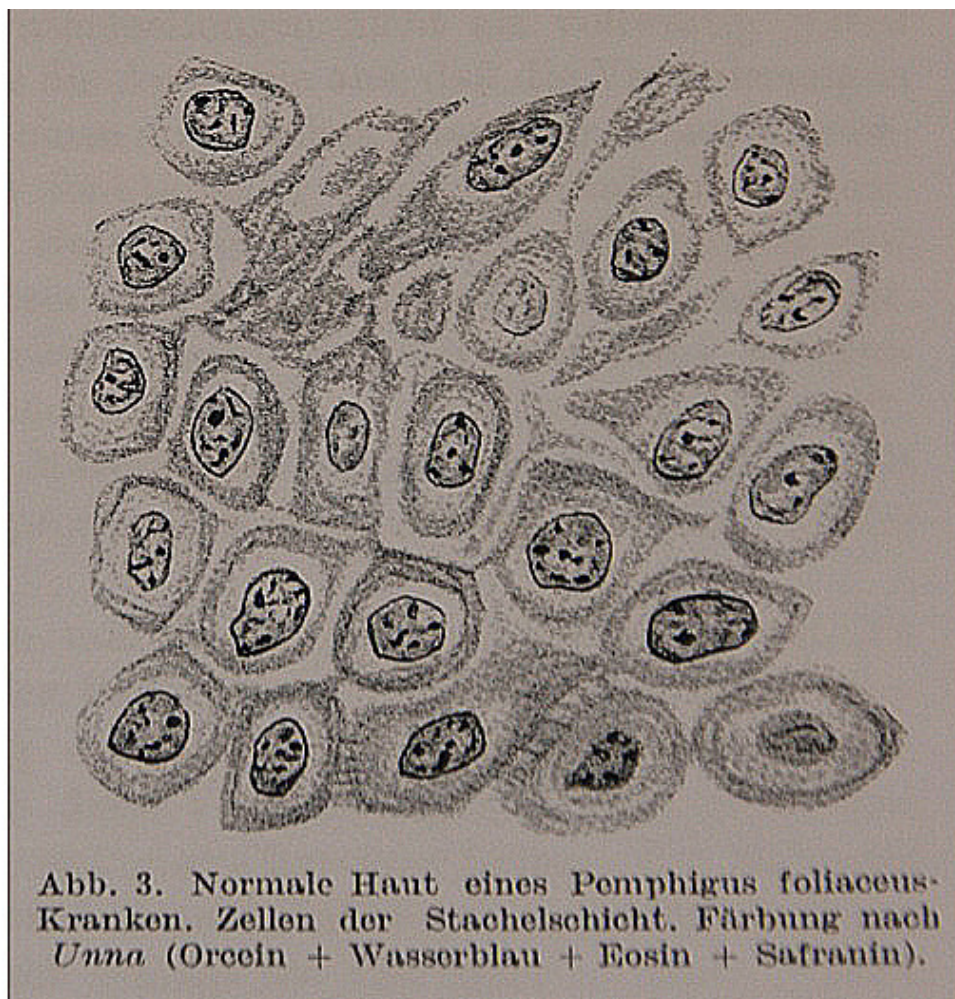 Abb. 3. Normale Haut eines Pemphigus foliaceus-
Kranken. Zellen der Stachelschicht. Färbung nach
Unna (Orcein + Wasserblau + Eosin + Safranin).